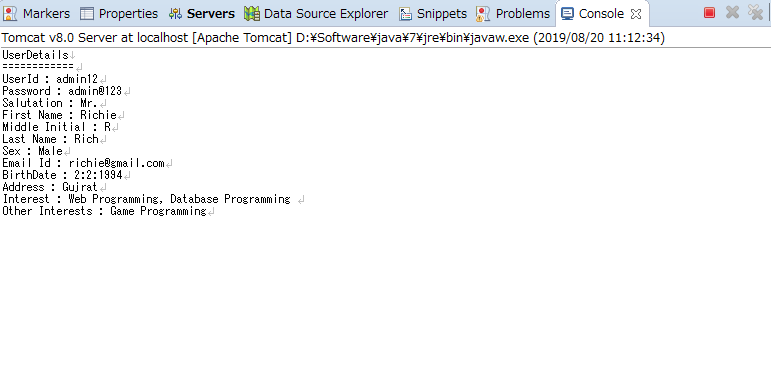 Markers Properties Servers Data Source Explorer Snippets Problems Console
Tomcat v8.0 Server at localhost [Apache Tomcat] D:¥Software¥java¥7¥jre¥bin¥javaw.exe (2019/08/20 11:12:34)
UserDetails↓
============↵
UserId : admin12↵
Password : admin@123↵
Salutation : Mr.↵
First Name : Richie↵
Middle Initial : R↵
Last Name : Rich↵
Sex : Male↵
Email Id : richie@gmail.com↵
BirthDate : 2:2:1994↵
Address : Gujrat↵
Interest : Web Programming, Database Programming ↵
Other Interests : Game Programming↵